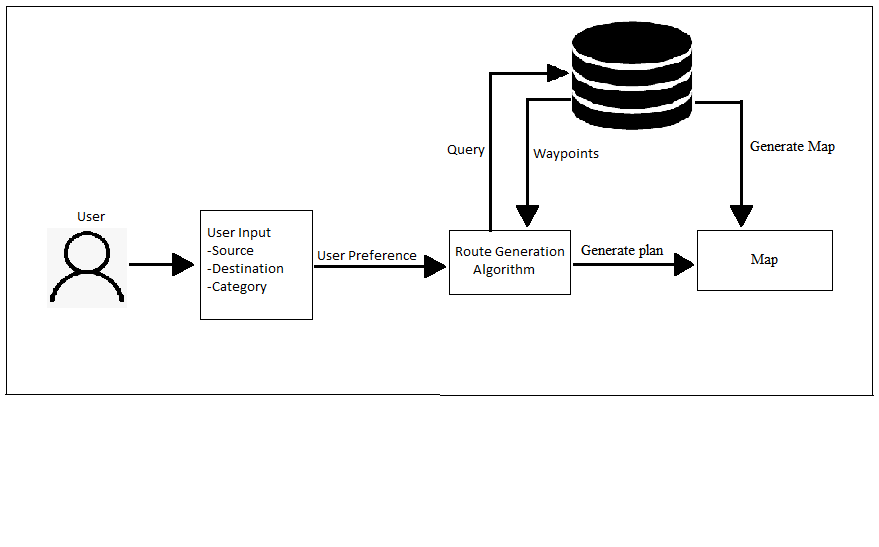 Query
Waypoints
Generate Map
User
User Input
-Source
-Destination
-Category
User Preference
Route Generation
Algorithm
Generate plan
Map